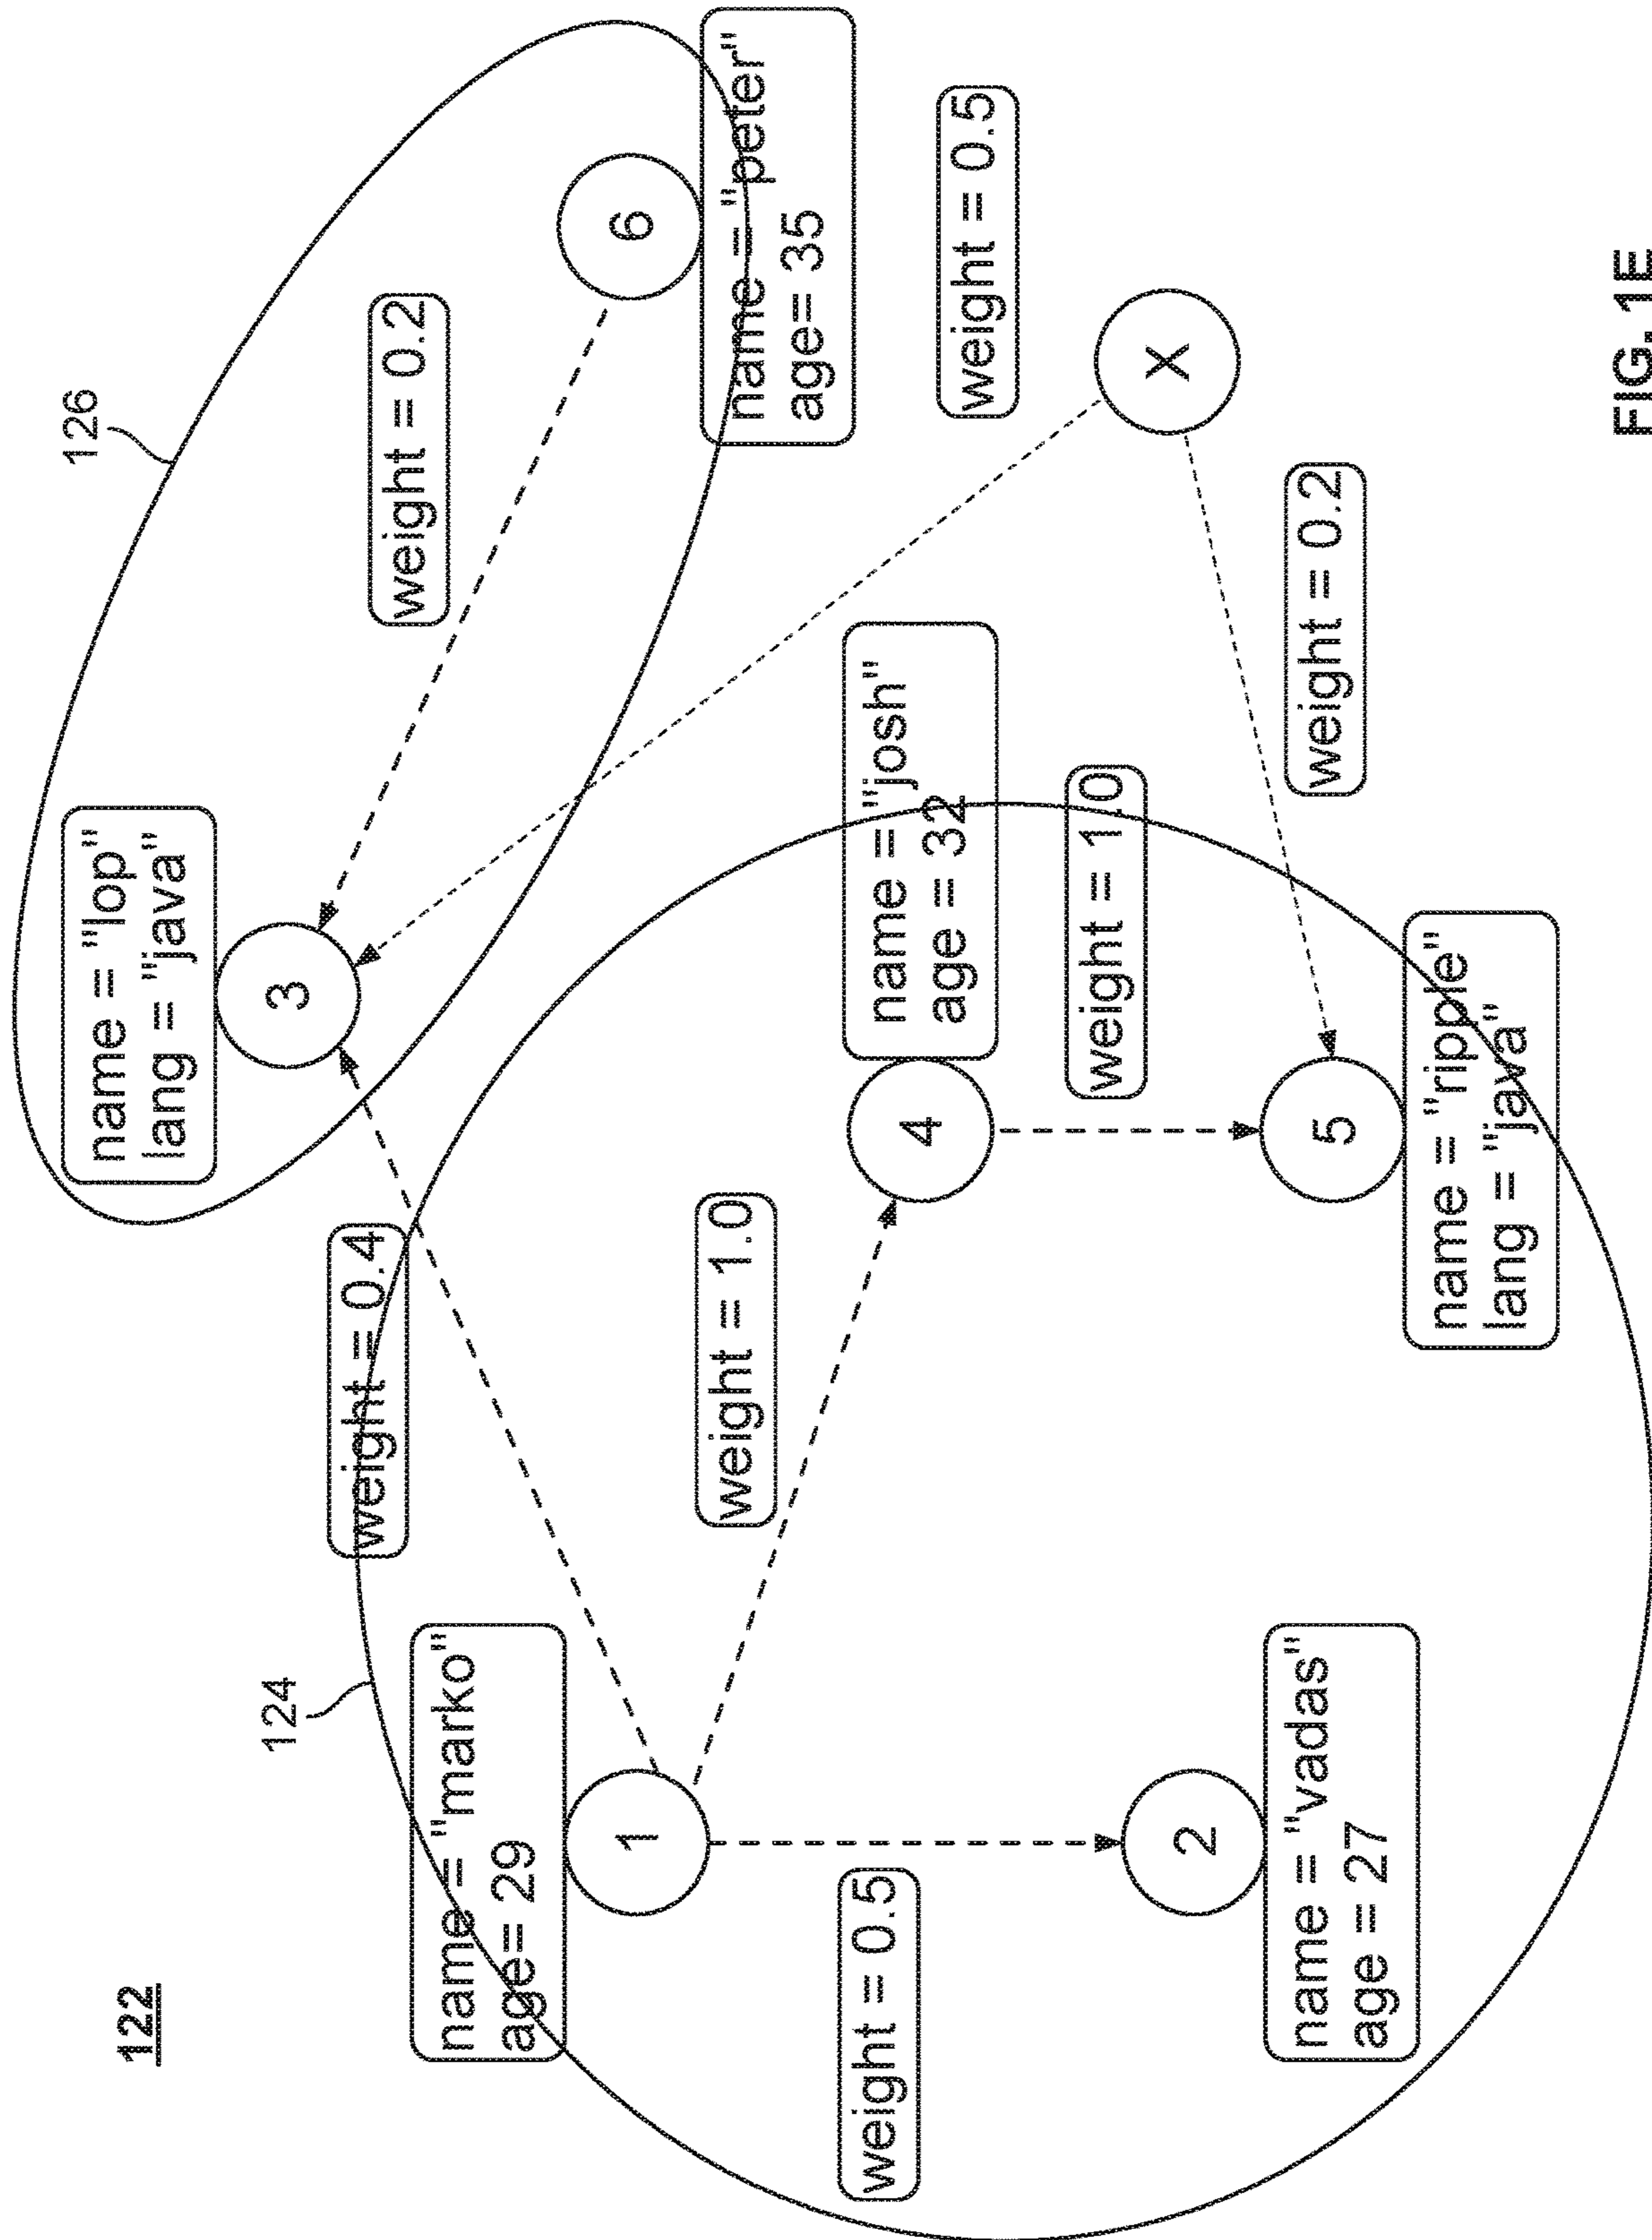 122
124
126
name = "marko"
age= 29
1
weight = 0.5
2
name = "vadas"
age = 27
weight = 0.4
weight = 1.0
name = "lop"
lang = "java"
3
4
name ="josh"
age = 32
weight = 1.0
5
name = "ripple"
lang = "java"
weight = 0.2
6
name ="peter"
age= 35
weight = 0.5
X
weight = 0.2
FIG. 1E